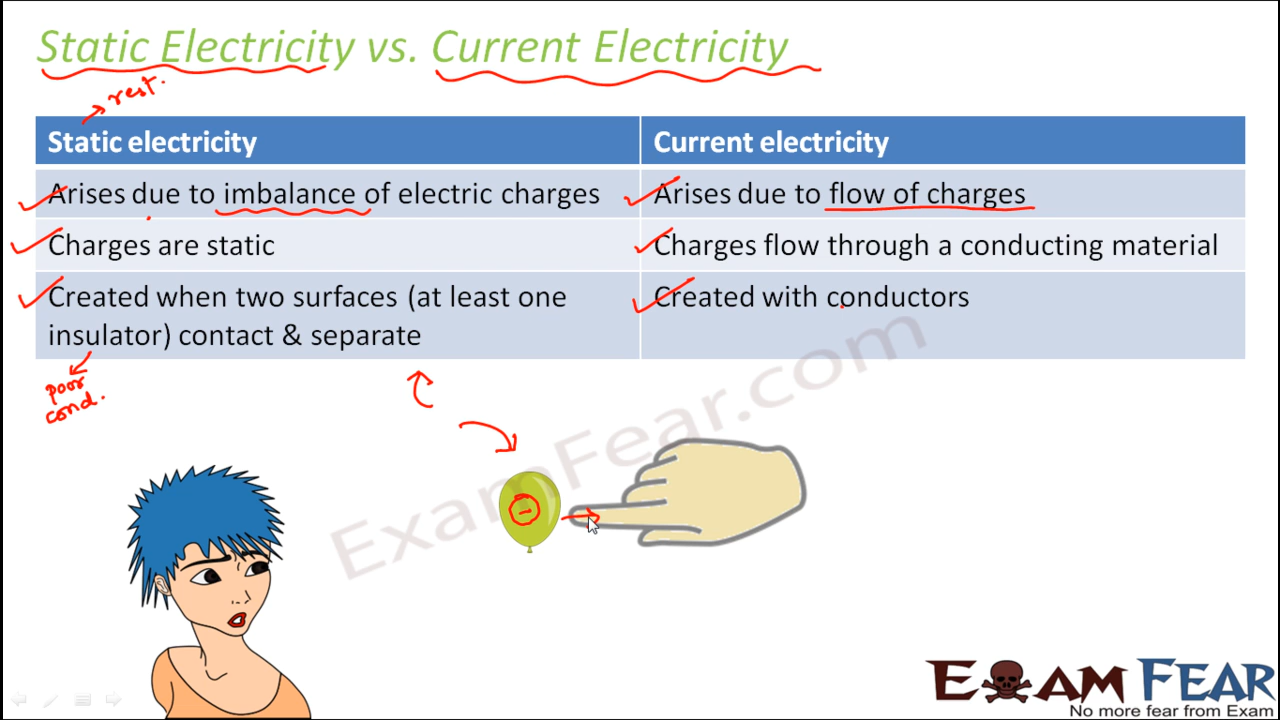 Static Electricity vs. Current Electricity
rest.
Static electricity
Current electricity
Arises due to imbalance of electric charges
Arises due to flow of charges
Charges are static
Charges flow through a conducting material
Created when two surfaces (at least one
insulator) contact & separate
Created with conductors
poor
cond.
-
ExamFear.com
EXAM FEAR
No more fear from Exam